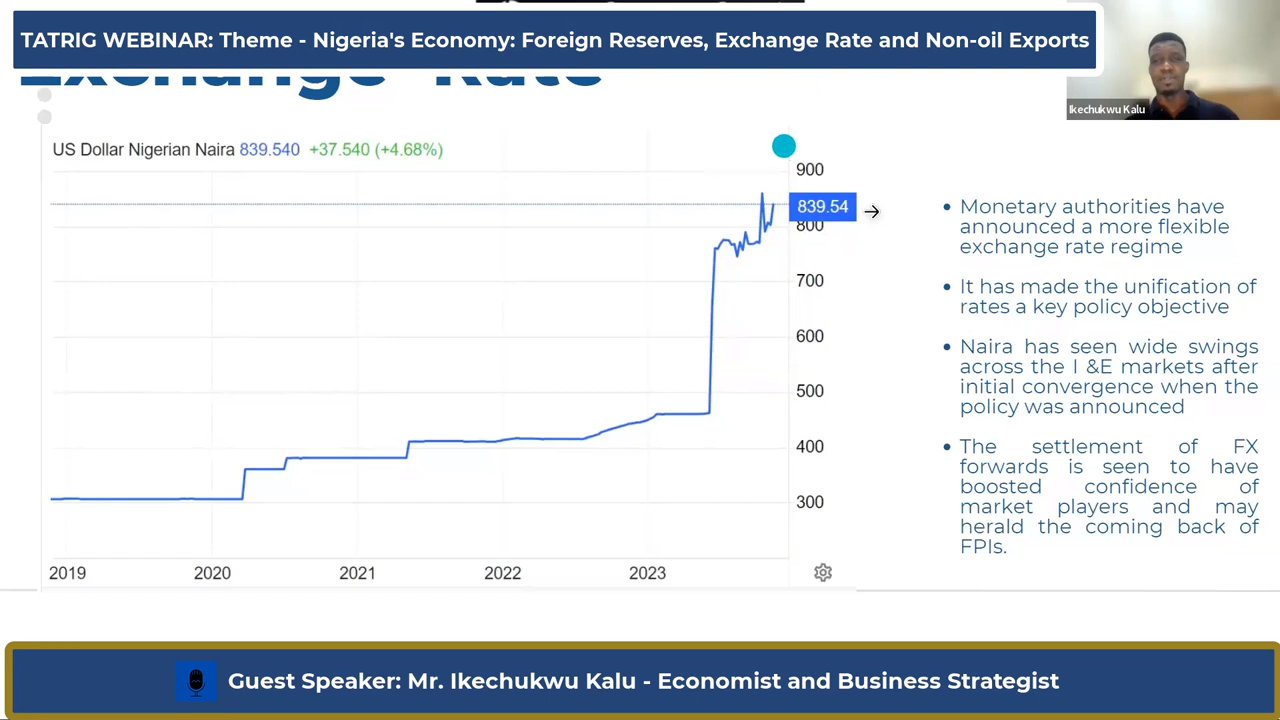 TATRIG WEBINAR: Theme - Nigeria's Economy: Foreign Reserves, Exchange Rate and Non-oil Exports
Exchange Rate
Ikechukwu Kalu
US Dollar Nigerian Naira 839.540 +37.540 (+4.68%)
900
839.54
800
700
600
500
400
300
2019 2020 2021 2022 2023
• Monetary authorities have
announced a more flexible
exchange rate regime
• It has made the unification of
rates a key policy objective
• Naira has seen wide swings
across the I &E markets after
initial convergence when the
policy was announced
• The settlement of FX
forwards is seen to have
boosted confidence of
market players and may
herald the coming back of
FPIs.
Guest Speaker: Mr. Ikechukwu Kalu - Economist and Business Strategist